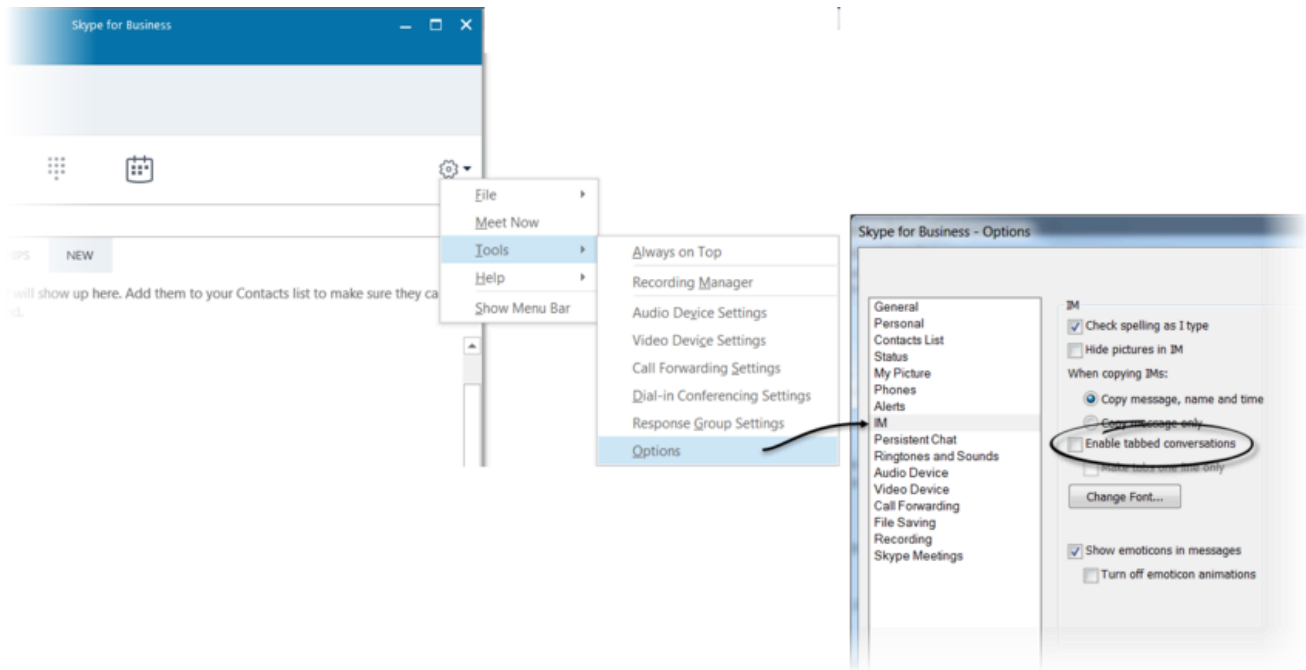 Skype for Business
File
Meet Now
Tools
Help
Show Menu Bar
NEW
will show up here. Add them to your Contacts list to make sure they ca
Always on Top
Recording Manager
Audio Device Settings
Video Device Settings
Call Forwarding Settings
Dial-in Conferencing Settings
Response Group Settings
Options
Skype for Business - Options
General
Personal
Contacts List
Status
My Picture
Phones
Alerts
IM
Persistent Chat
Ringtones and Sounds
Audio Device
Video Device
Call Forwarding
File Saving
Recording
Skype Meetings
IM
Check spelling as I type
Hide pictures in IM
When copying IMs:
Copy message, name and time
Copy message only
Enable tabbed conversations
Make tabs one line only
Change Font...
Show emoticons in messages
Turn off emoticon animations